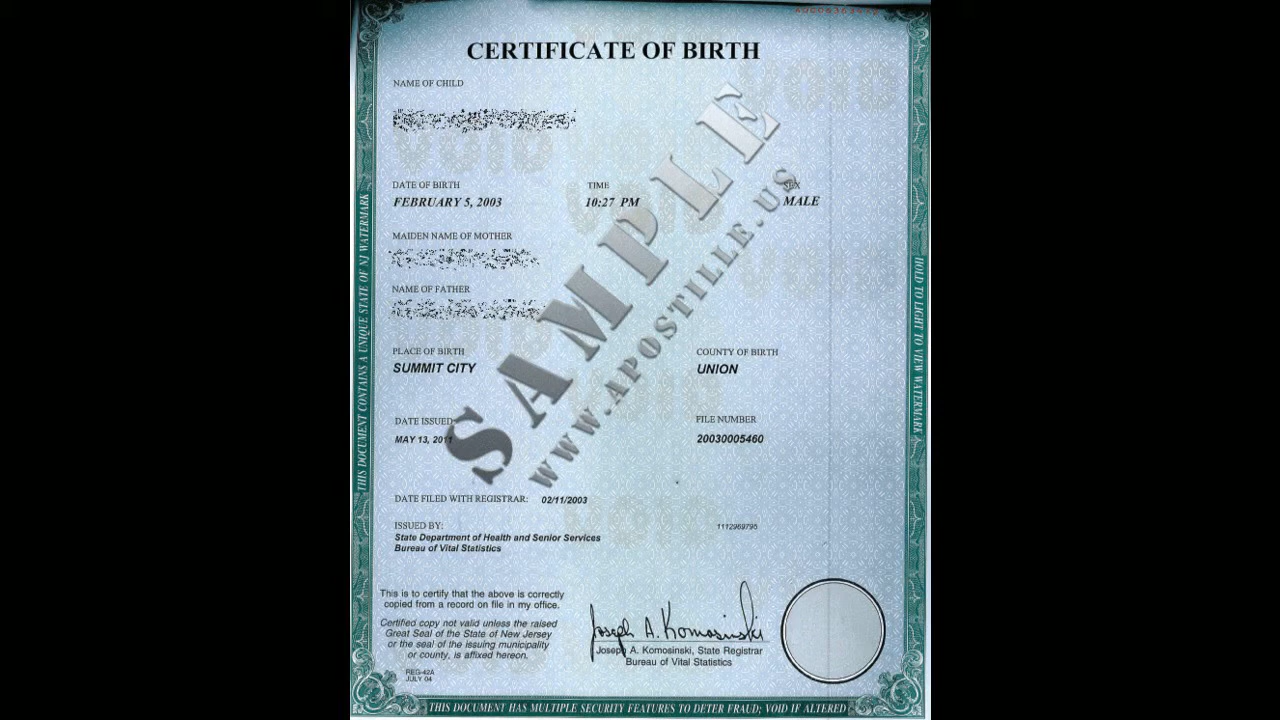 CERTIFICATE OF BIRTH
NAME OF CHILD
DATE OF BIRTH TIME SEX
FEBRUARY 5, 2003 10:27 PM MALE
MAIDEN NAME OF MOTHER
NAME OF FATHER
PLACE OF BIRTH COUNTY OF BIRTH
SUMMIT CITY UNION
DATE ISSUED FILE NUMBER
MAY 13, 2011 20030005460
DATE FILED WITH REGISTRAR: 02/11/2003
ISSUED BY: 1112969795
State Department of Health and Senior Services
Bureau of Vital Statistics
This is to certify that the above is correctly
copied from a record on file in my office.
Certified copy not valid unless the raised
Great Seal of the State of New Jersey
or the seal of the issuing municipality
or county, is affixed hereon.
REG-42A
JULY 04
Joseph A. Komosinski
Joseph A. Komosinski, State Registrar
Bureau of Vital Statistics
THIS DOCUMENT HAS MULTIPLE SECURITY FEATURES TO DETER FRAUD; VOID IF ALTERED
THIS DOCUMENT CONTAINS A UNIQUE STATE OF NJ WATERMARK
HOLD TO LIGHT TO VIEW WATERMARK
SAMPLE
WWW.APOSTILLE.US
VOID